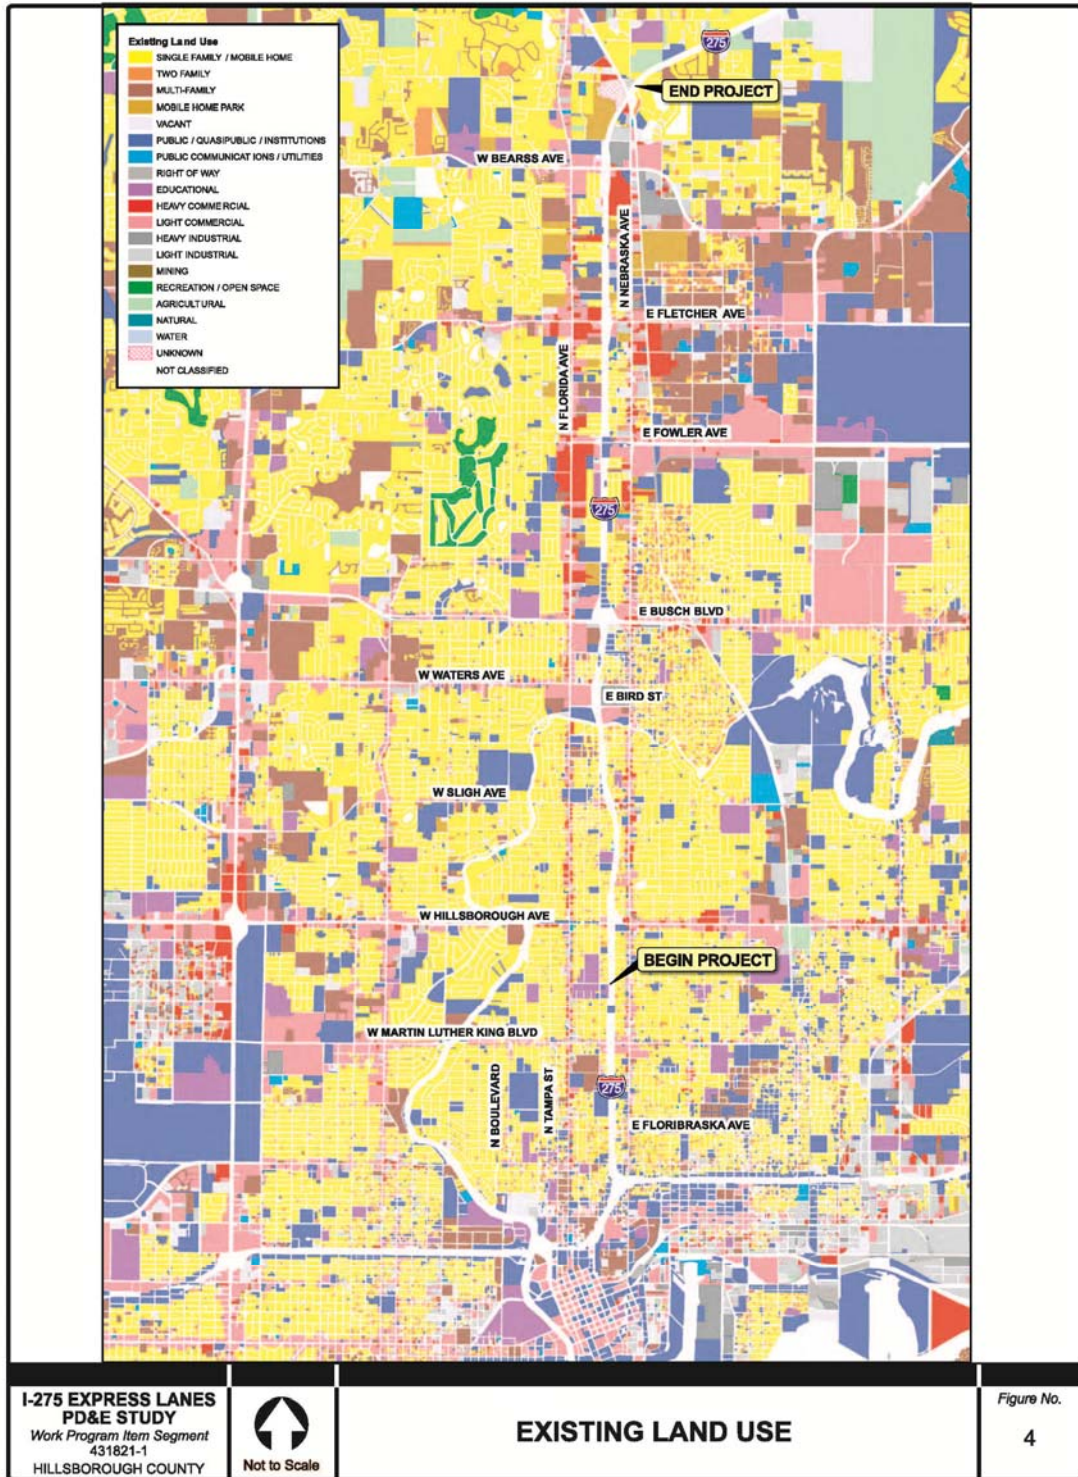 Existing Land Use
SINGLE FAMILY / MOBILE HOME
TWO FAMILY
MULTI-FAMILY
MOBILE HOME PARK
VACANT
PUBLIC / QUASIPUBLIC / INSTITUTIONS
PUBLIC COMMUNICATIONS / UTILITIES
RIGHT OF WAY
EDUCATIONAL
HEAVY COMMERCIAL
LIGHT COMMERCIAL
HEAVY INDUSTRIAL
LIGHT INDUSTRIAL
MINING
RECREATION / OPEN SPACE
AGRICULTURAL
NATURAL
WATER
UNKNOWN
NOT CLASSIFIED
275
END PROJECT
W BEARSS AVE
N NEBRASKA AVE
E FLETCHER AVE
N FLORIDA AVE
E FOWLER AVE
275
E BUSCH BLVD
W WATERS AVE
E BIRD ST
W SLIGH AVE
W HILLSBOROUGH AVE
BEGIN PROJECT
W MARTIN LUTHER KING BLVD
N BOULEVARD
N TAMPA ST
275
E FLORIBRASKA AVE
I-275 EXPRESS LANES
PD&E STUDY
Work Program Item Segment
431821-1
HILLSBOROUGH COUNTY
Not to Scale
EXISTING LAND USE
Figure No.
4